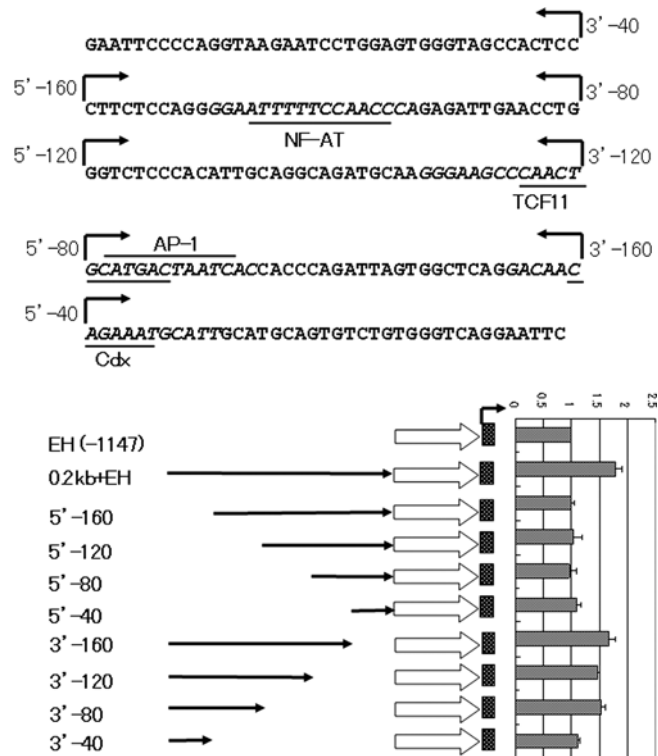 3’-40
GAATTCCCCAGGTAAGAATCCTGGAGTGGGTAGCCACTCC
5’-160
3’-80
CTTCTCCAGGGGAATTTTTCCAACCCAGAGATTGAACCTG
NF-AT
5’-120
3’-120
GGTCTCCCACATTGCAGGCAGATGCAAGGGAAGCCCAACT
TCF11
5’-80
AP-1
3’-160
GCATGACTAATCACCACCCAGATTAGTGGCTCAGGACAAC
5’-40
AGAAATGCATTGCATGCAGTGTCTGTGGGTCAGGAATTC
Cdx
0 0.5 1 1.5 2 2.5
EH (-1147)
0.2kb+EH
5’-160
5’-120
5’-80
5’-40
3’-160
3’-120
3’-80
3’-40